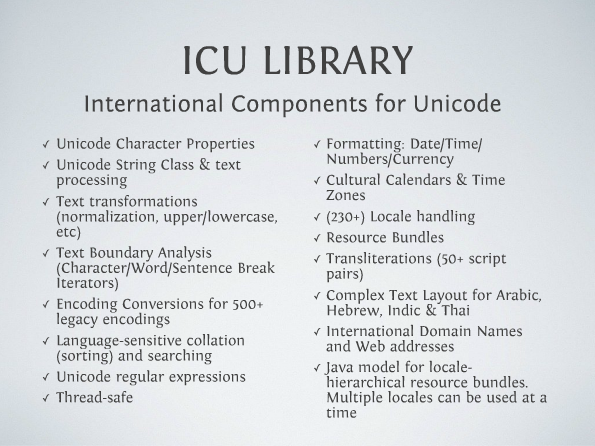 ICU LIBRARY
International Components for Unicode
✓ Unicode Character Properties
✓ Unicode String Class & text
processing
✓ Text transformations
(normalization, upper/lowercase,
etc)
✓ Text Boundary Analysis
(Character/Word/Sentence Break
Iterators)
✓ Encoding Conversions for 500+
legacy encodings
✓ Language-sensitive collation
(sorting) and searching
✓ Unicode regular expressions
✓ Thread-safe
✓ Formatting: Date/Time/
Numbers/Currency
✓ Cultural Calendars & Time
Zones
✓ (230+) Locale handling
✓ Resource Bundles
✓ Transliterations (50+ script
pairs)
✓ Complex Text Layout for Arabic,
Hebrew, Indic & Thai
✓ International Domain Names
and Web addresses
✓ Java model for locale-
hierarchical resource bundles.
Multiple locales can be used at a
time